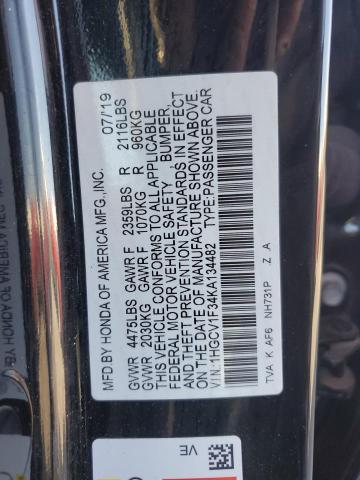 MFD.BY HONDA OF AMERICA MFG.,INC. 07/19
GVWR 4475LBS GAWR F 2359LBS R 2116LBS
GVWR 2030KG GAWR F 1070KG R 960KG
THIS VEHICLE CONFORMS TO ALL APPLICABLE
FEDERAL MOTOR VEHICLE SAFETY, BUMPER,
AND THEFT PREVENTION STANDARDS IN EFFECT
ON THE DATE OF MANUFACTURE SHOWN ABOVE.
VIN:1HGCV1F34KA134482 TYPE:PASSENGER CAR
TVA K AF6 NH731P Z A
VE